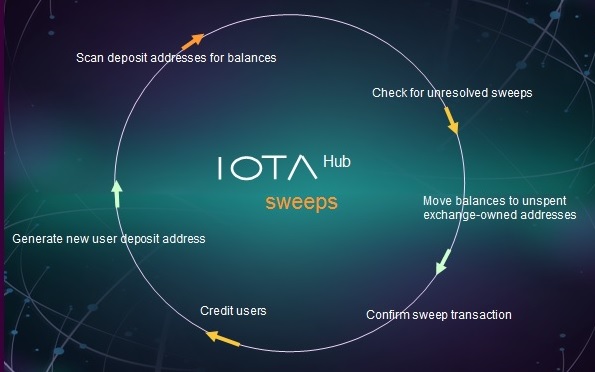 Scan deposit addresses for balances
Check for unresolved sweeps
IOTA Hub
sweeps
Move balances to unspent
exchange-owned addresses
Generate new user deposit address
Credit users
Confirm sweep transaction